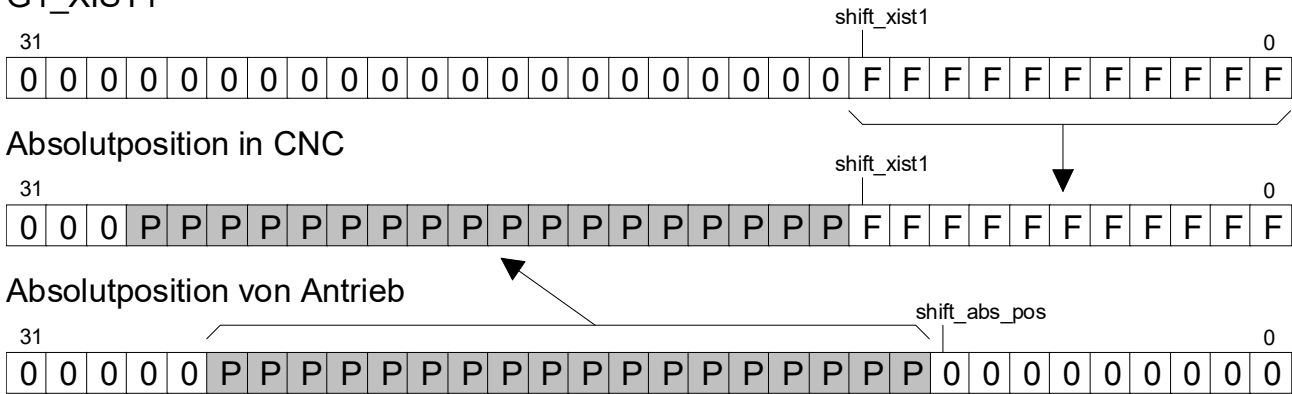 G1_XIST1
shift_xist1
31 0
0 0 0 0 0 0 0 0 0 0 0 0 0 0 0 0 0 0 0 0 0 F F F F F F F F F F F
Absolutposition in CNC
shift_xist1
31 0
0 0 0 P P P P P P P P P P P P P P P P P P F F F F F F F F F F F
Absolutposition von Antrieb
shift_abs_pos
31 0
0 0 0 0 0 P P P P P P P P P P P P P P P P P P 0 0 0 0 0 0 0 0 0